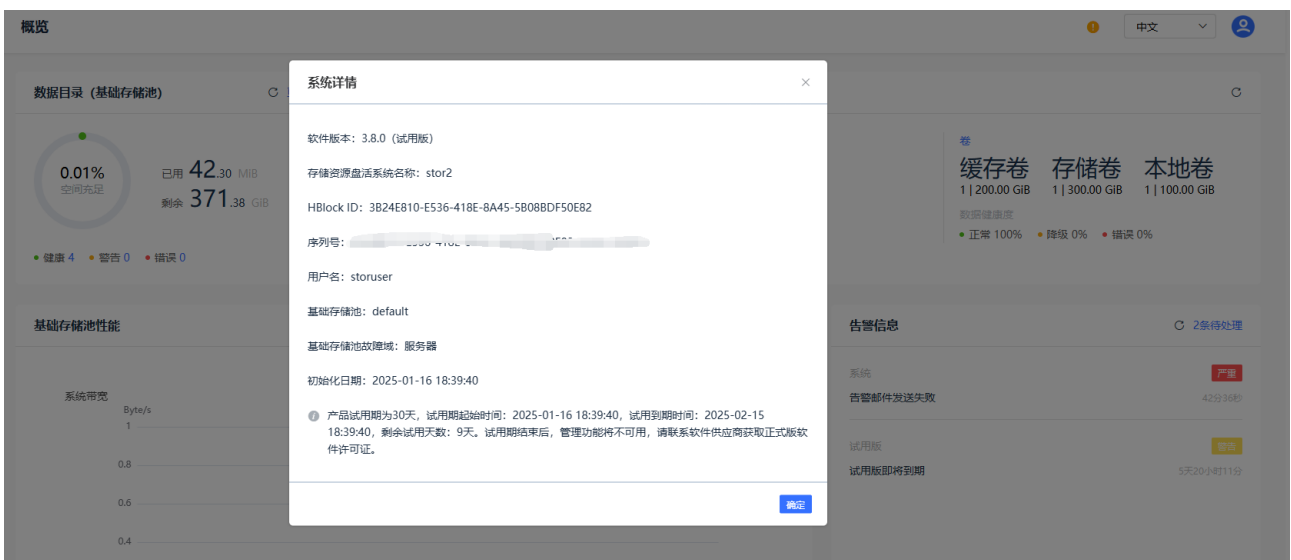 概览
中文
数据目录（基础存储池）
0.01%
空间充足
已用 42.30 MiB
剩余 371.38 GiB
健康 4 警告 0 错误 0
系统详情
软件版本：3.8.0（试用版）
存储资源盘活系统名称：stor2
HBlock ID：3B24E810-E536-418E-8A45-5B08BDF50E82
序列号：
用户名：storuser
基础存储池：default
基础存储池故障域：服务器
初始化日期：2025-01-16 18:39:40
产品试用期为30天，试用期起始时间：2025-01-16 18:39:40，试用到期时间：2025-02-15
18:39:40，剩余试用天数：9天。试用期结束后，管理功能将不可用，请联系软件供应商获取正式版软
件许可证。
确定
卷
缓存卷 存储卷 本地卷
1 | 200.00 GiB 1 | 300.00 GiB 1 | 100.00 GiB
数据健康度
正常 100% 降级 0% 错误 0%
基础存储池性能
系统带宽
Byte/s
1
0.8
0.6
0.4
告警信息
2条待处理
系统
严重
告警邮件发送失败
42分36秒
试用版
警告
试用版即将到期
5天20小时11分